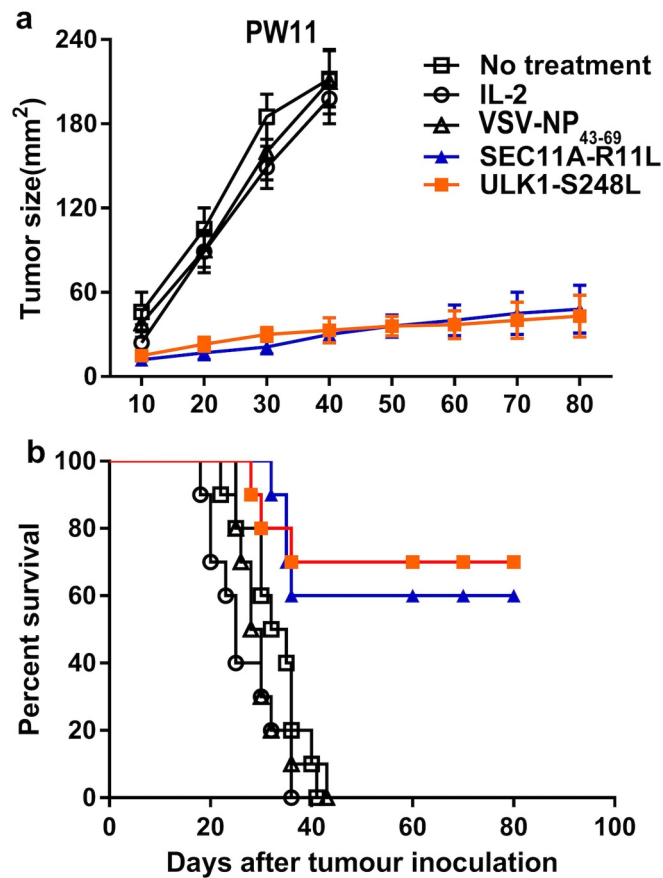 a
PW11
Tumor size(mm²)
240
180
120
60
0
10 20 30 40 50 60 70 80
No treatment
IL-2
VSV-NP43-69
SEC11A-R11L
ULK1-S248L
b
Percent survival
100
80
60
40
20
0
0 20 40 60 80 100
Days after tumour inoculation